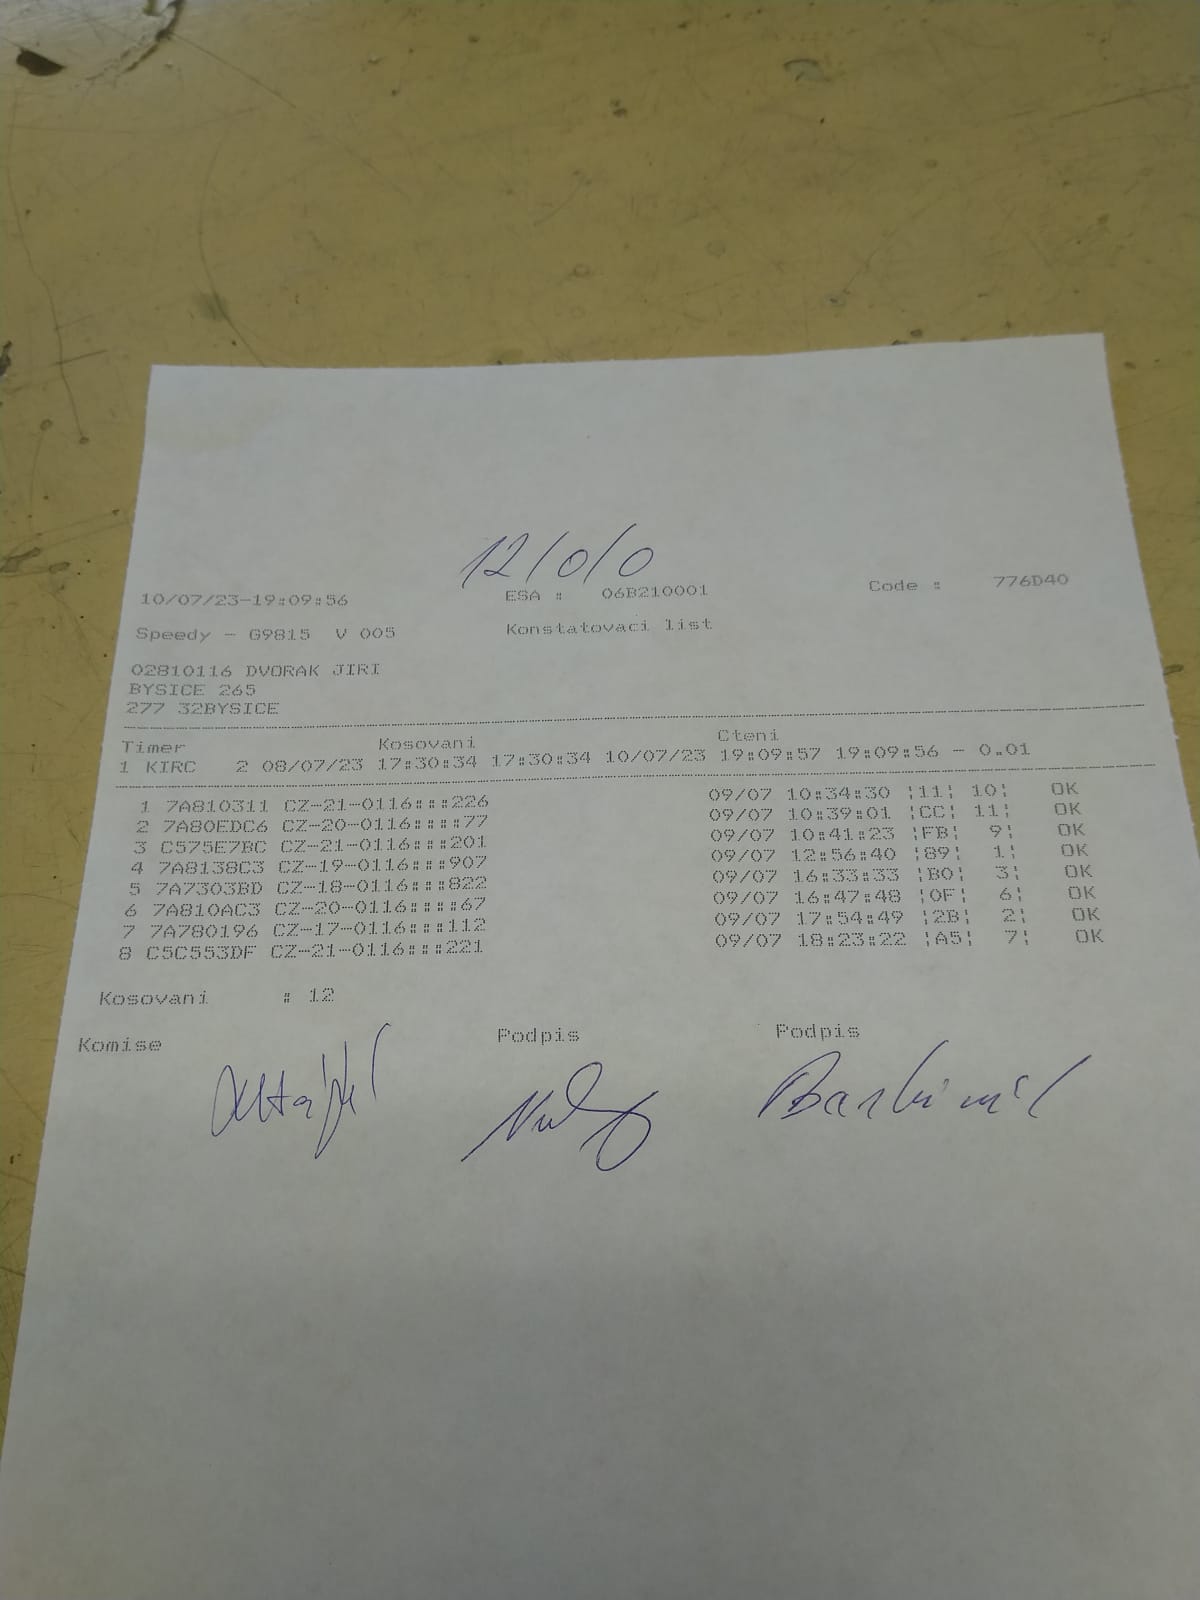 12/0/0
10/07/23-19:09:56 ESA : 06B210001 Code : 776D40
Speedy - G9815 V 005 Konstatovaci list
02810116 DVORAK JIRI
BYSICE 265
277 32BYSICE
Timer Kosovani Cteni
1 KIRC 2 08/07/23 17:30:34 17:30:34 10/07/23 19:09:57 19:09:56 - 0.01
1 7A810311 CZ-21-0116:::226 09/07 10:34:30 ¦11¦ 10¦ OK
2 7A80EDC6 CZ-20-0116::::77 09/07 10:39:01 ¦CC¦ 11¦ OK
3 C575E7BC CZ-21-0116:::201 09/07 10:41:23 ¦FB¦ 9¦ OK
4 7A8138C3 CZ-19-0116:::907 09/07 12:56:40 ¦89¦ 1¦ OK
5 7A7303BD CZ-18-0116:::822 09/07 16:33:33 ¦B0¦ 3¦ OK
6 7A810AC3 CZ-20-0116::::67 09/07 16:47:48 ¦0F¦ 6¦ OK
7 7A780196 CZ-17-0116:::112 09/07 17:54:49 ¦2B¦ 2¦ OK
8 C5C553DF CZ-21-0116:::221 09/07 18:23:22 ¦A5¦ 7¦ OK
Kosovani : 12
Komise Podpis Podpis